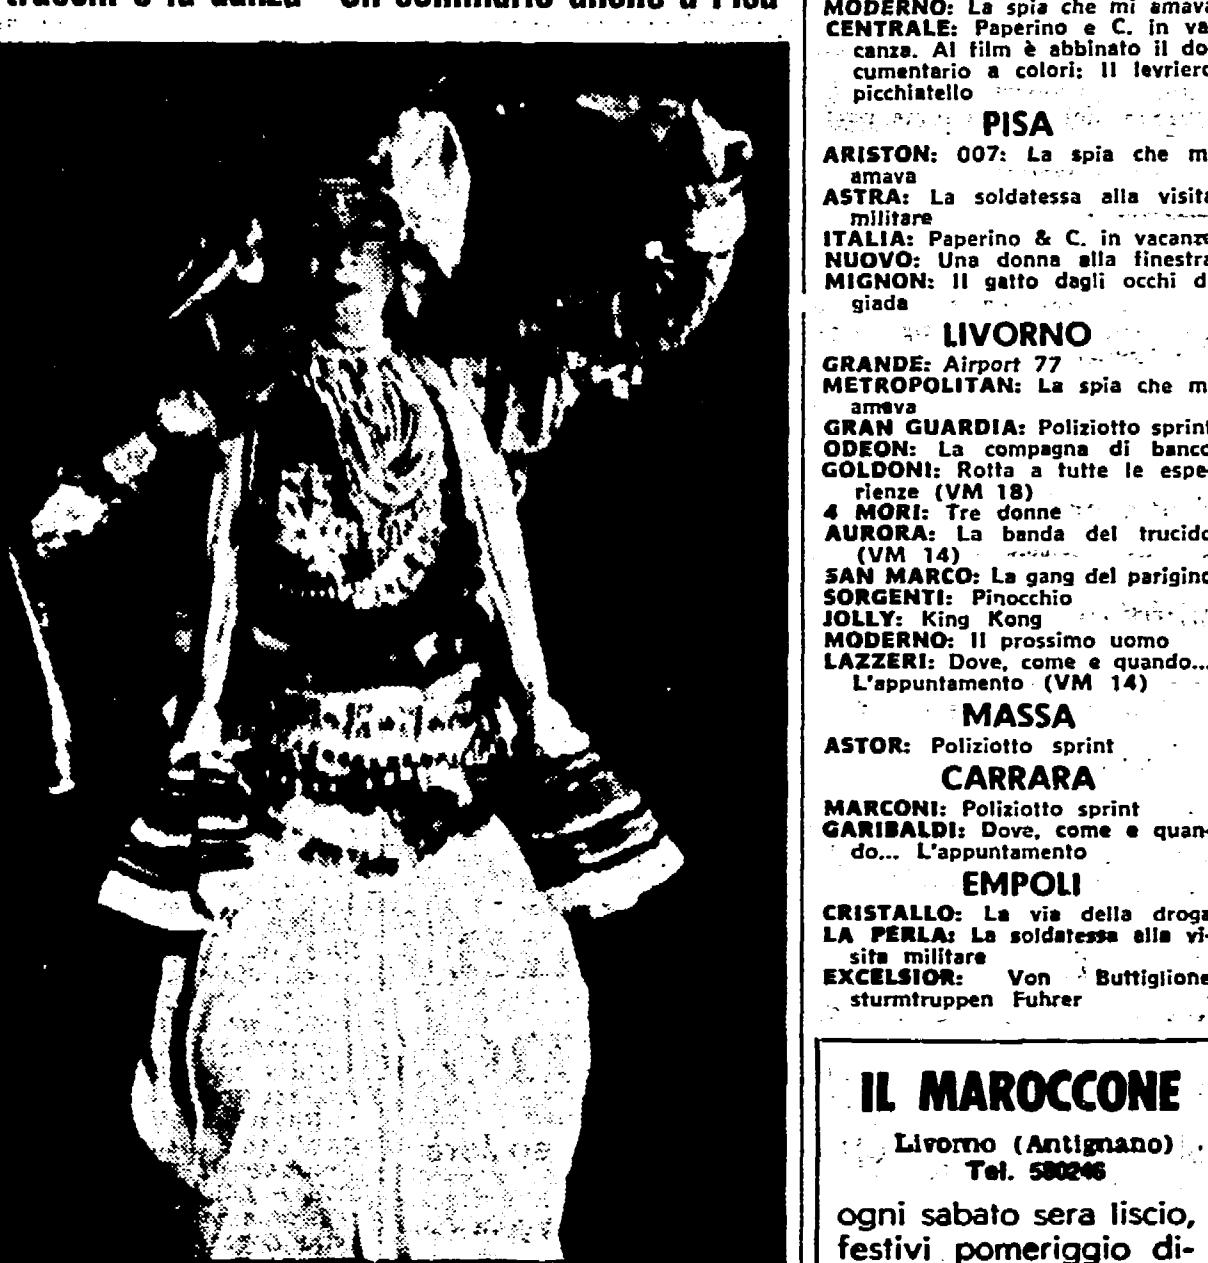 e la danza - Un seminario anche a Pisa
MODERNO: La spia che mi amava
CENTRALE: Paperino e C. in va-
canza. Al film è abbinato il do-
cumentario a colori: Il levriero
picchiatello
PISA
ARISTON: 007: La spia che m
amava
ASTRA: La soldatessa alla visita
militare
ITALIA: Paperino & C. in vacanze
NUOVO: Una donna alla finestra
MIGNON: Il gatto dagli occhi d
giada
LIVORNO
GRANDE: Airport 77
METROPOLITAN: La spia che m
amava
GRAN GUARDIA: Poliziotto sprint
ODEON: La compagna di banco
GOLDONI: Rotta a tutte le espe-
rienze (VM 18)
4 MORI: Tre donne
AURORA: La banda del trucido
(VM 14)
SAN MARCO: La gang del parigino
SORGENTI: Pinocchio
JOLLY: King Kong
MODERNO: Il prossimo uomo
LAZZERI: Dove, come e quando...
L'appuntamento (VM 14)
MASSA
ASTOR: Poliziotto sprint
CARRARA
MARCONI: Poliziotto sprint
GARIBALDI: Dove, come e quan-
do... L'appuntamento
EMPOLI
CRISTALLO: La via della droga
LA PERLA: La soldatessa alla vi-
sita militare
EXCELSIOR: Von Buttiglione
sturmtruppen Fuhrer
IL MAROCCONE
Livorno (Antignano)
Tel. 580246
ogni sabato sera liscio,
festivi pomeriggio di-